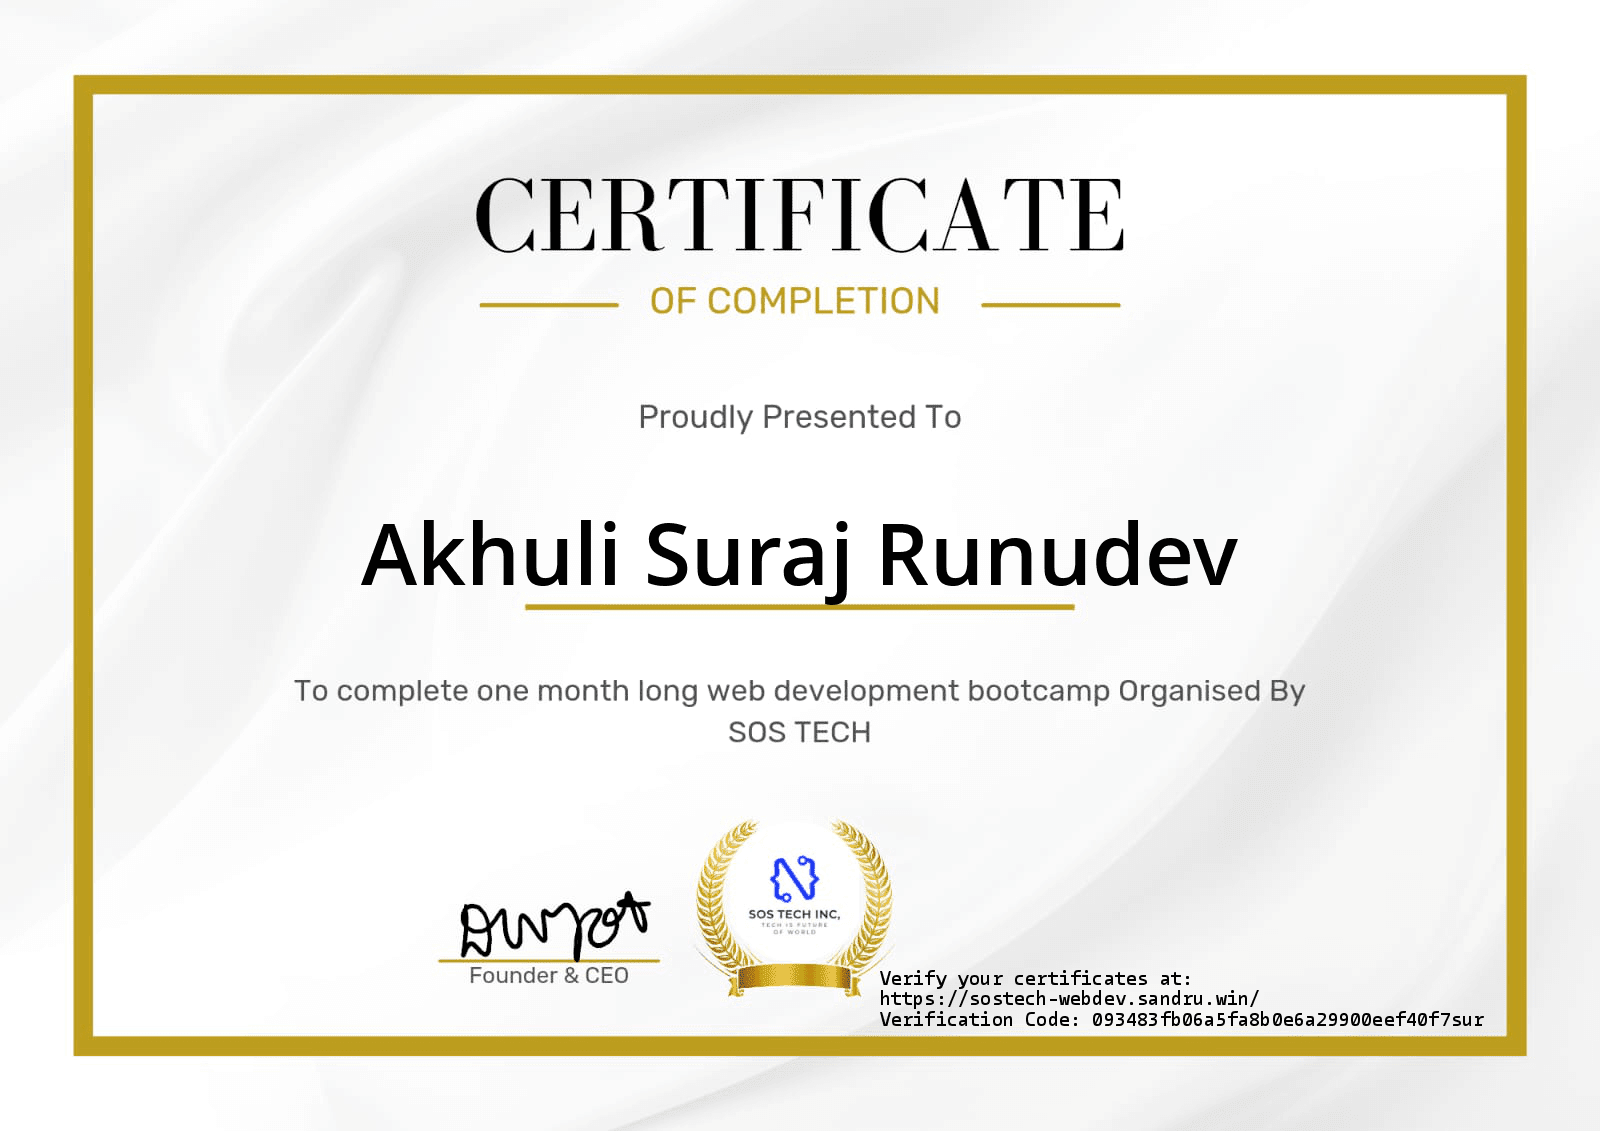 CERTIFICATE
OF COMPLETION
Proudly Presented To
Akhuli Suraj Runudev
To complete one month long web development bootcamp Organised By
SOS TECH
Founder & CEO
SOS TECH INC,
TECH IS FUTURE
OF WORLD
Verify your certificates at:
https://sostech-webdev.sandru.win/
Verification Code: 093483fb06a5fa8b0e6a29900eef40f7sur